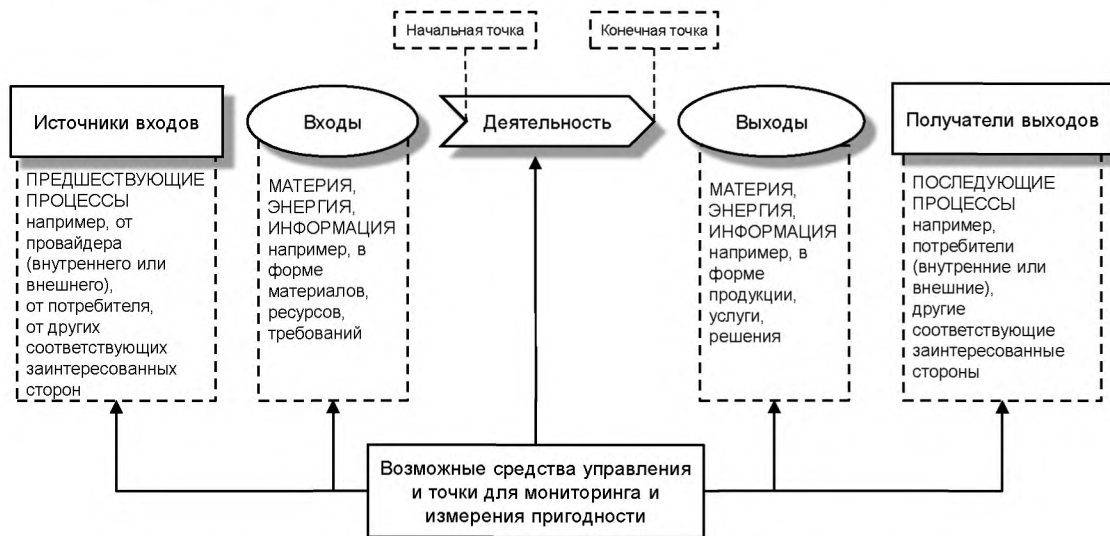 Начальная точка
Конечная точка
Источники входов
Входы
Деятельность
Выходы
Получатели выходов
ПРЕДШЕСТВУЮЩИЕ
ПРОЦЕССЫ
например, от
провайдера
(внутреннего или
внешнего),
от потребителя,
от других
соответствующих
заинтересованных
сторон
МАТЕРИЯ,
ЭНЕРГИЯ,
ИНФОРМАЦИЯ
например, в
форме
материалов,
ресурсов,
требований
МАТЕРИЯ,
ЭНЕРГИЯ,
ИНФОРМАЦИЯ
например, в
форме
продукции,
услуги,
решения
ПОСЛЕДУЮЩИЕ
ПРОЦЕССЫ
например,
потребители
(внутренние или
внешние),
другие
соответствующие
заинтересованные
стороны
Возможные средства управления
и точки для мониторинга и
измерения пригодности